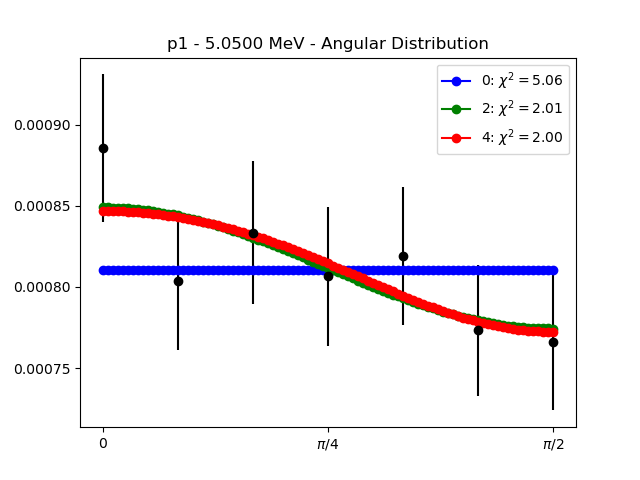 p1 - 5.0500 MeV - Angular Distribution
0: χ² = 5.06
2: χ² = 2.01
4: χ² = 2.00
0.00090
0.00085
0.00080
0.00075
0
π/4
π/2